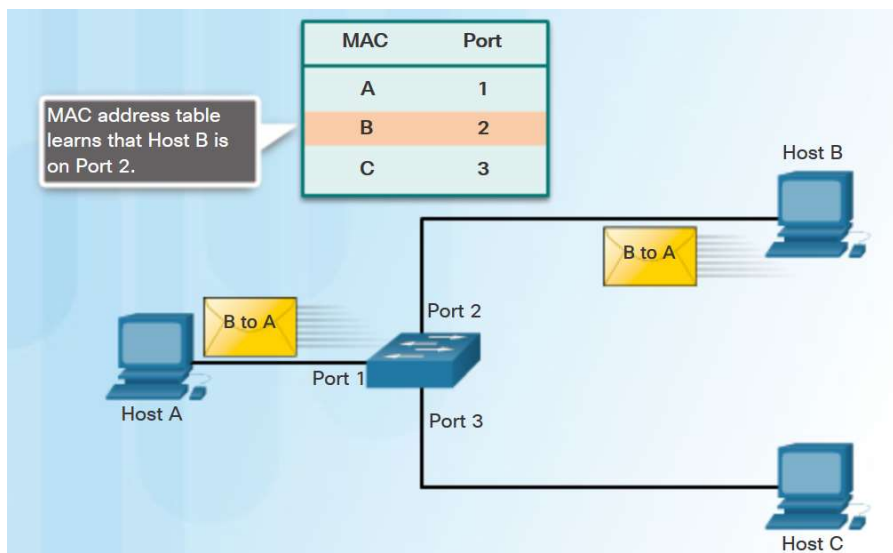 MAC Port
A 1
B 2
C 3
MAC address table
learns that Host B is
on Port 2.
Host B
B to A
B to A
Port 2
Port 1
Host A
Port 3
Host C